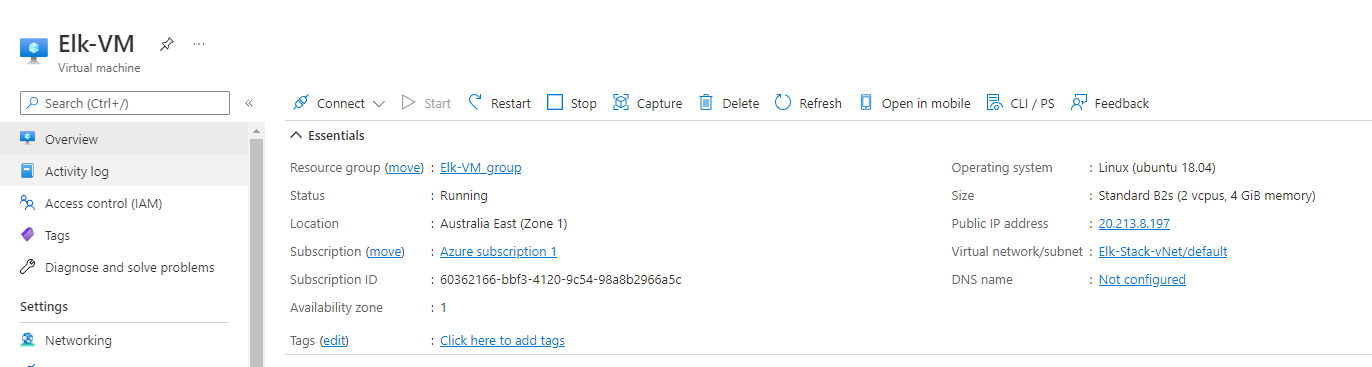 Elk-VM
Virtual machine
Search (Ctrl+/)
Overview
Activity log
Access control (IAM)
Tags
Diagnose and solve problems
Settings
Networking
Connect Start Restart Stop Capture Delete Refresh Open in mobile CLI / PS Feedback
Essentials
Resource group (move) : Elk-VM_group
Status : Running
Location : Australia East (Zone 1)
Subscription (move) : Azure subscription 1
Subscription ID : 60362166-bbf3-4120-9c54-98a8b2966a5c
Availability zone : 1
Tags (edit) : Click here to add tags
Operating system : Linux (ubuntu 18.04)
Size : Standard B2s (2 vcpus, 4 GiB memory)
Public IP address : 20.213.8.197
Virtual network/subnet : Elk-Stack-vNet/default
DNS name : Not configured